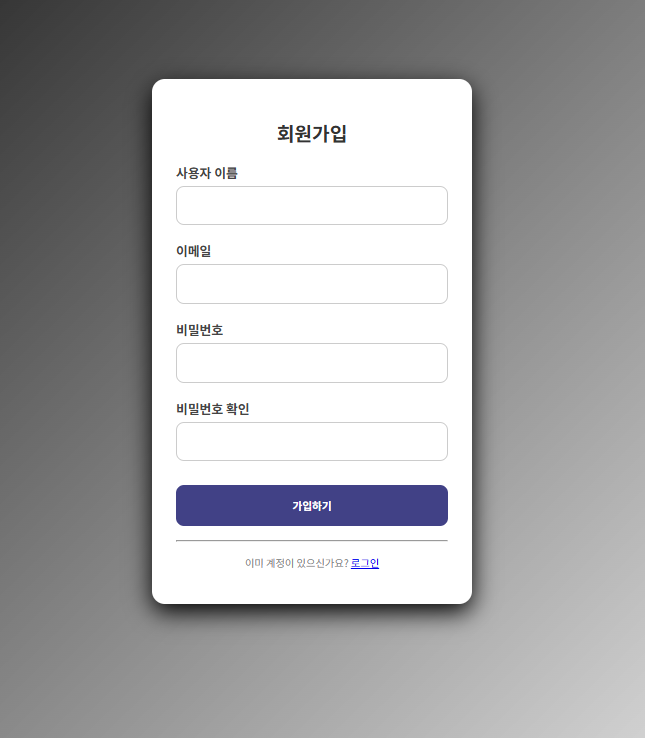 회원가입
사용자 이름
이메일
비밀번호
비밀번호 확인
가입하기
이미 계정이 있으신가요? 로그인